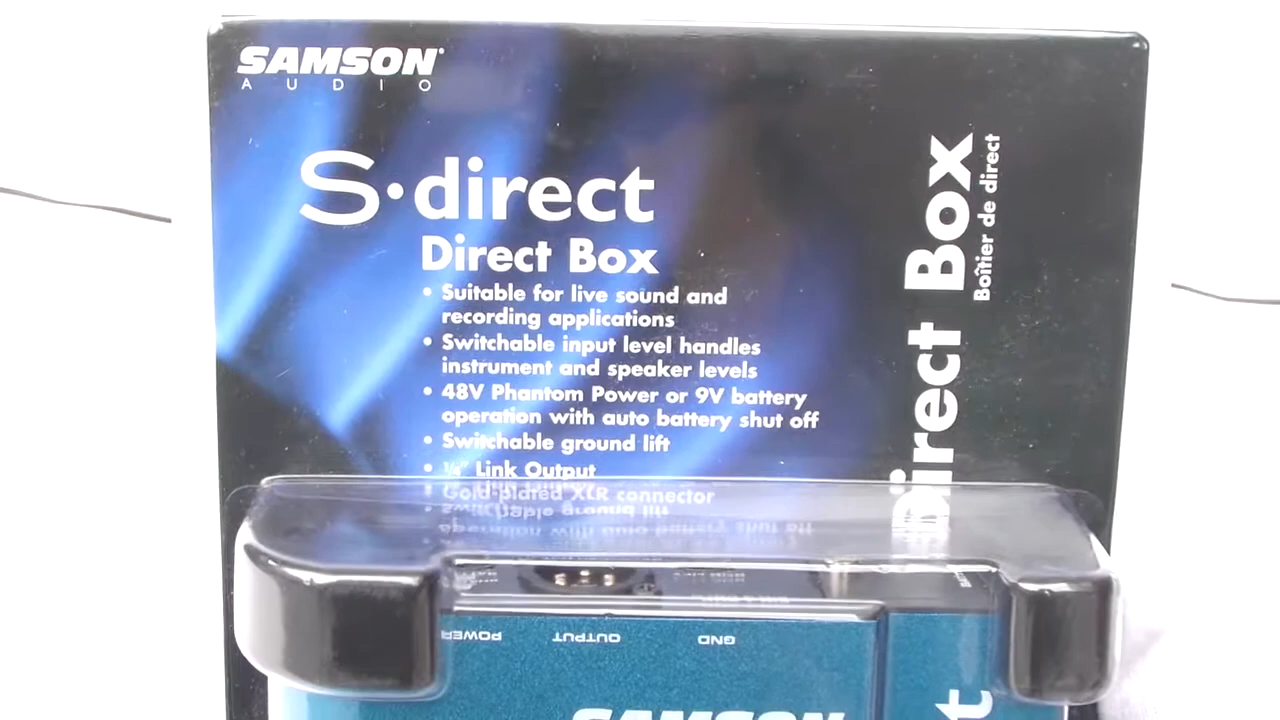 SAMSON
AUDIO
S•direct
Direct Box
• Suitable for live sound and
recording applications
• Switchable input level handles
instrument and speaker levels
• 48V Phantom Power or 9V battery
operation with auto battery shut off
• Switchable ground lift
• ¼" Link Output
• Gold-plated XLR connector
Direct Box
Boîtier de direct
POWER
OUTPUT
GND
SAMSON